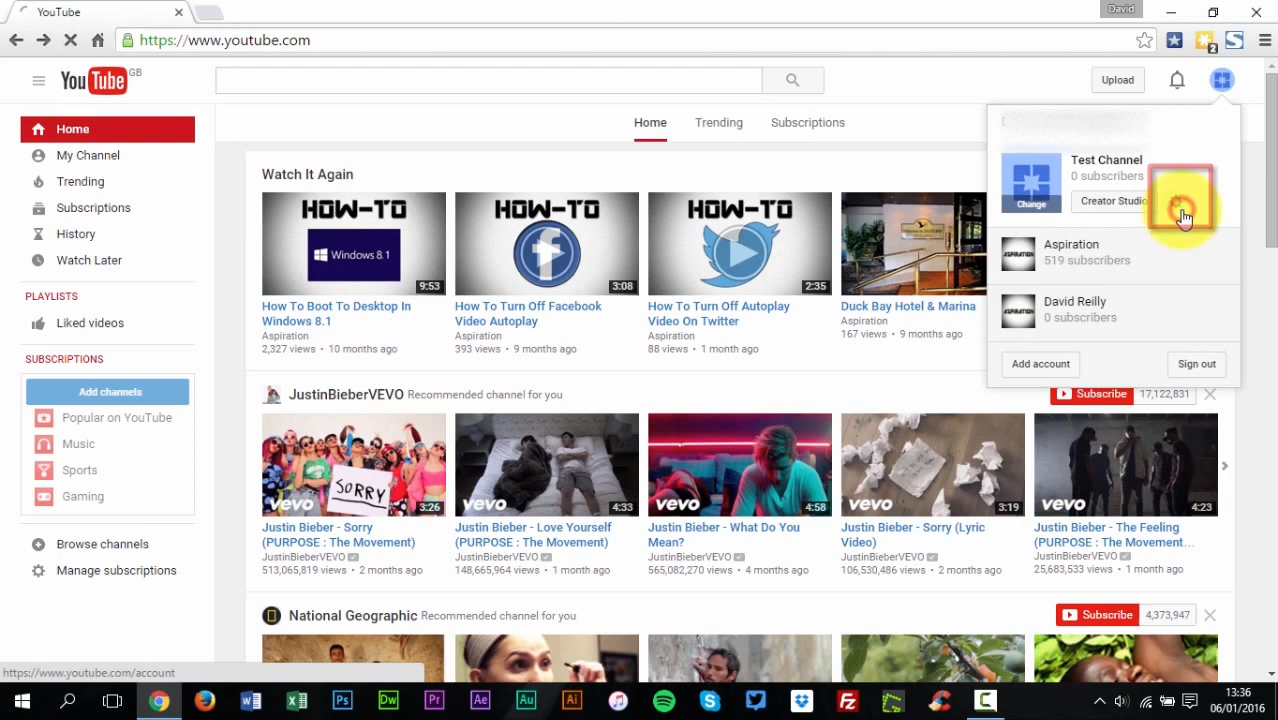 YouTube
David
https://www.youtube.com
2
YouTube GB
Upload
Home
My Channel
Trending
Subscriptions
History
Watch Later
PLAYLISTS
Liked videos
SUBSCRIPTIONS
Add channels
Popular on YouTube
Music
Sports
Gaming
Browse channels
Manage subscriptions
Home Trending Subscriptions
Test Channel
0 subscribers
Change
Creator Studio
Aspiration
519 subscribers
David Reilly
0 subscribers
Add account Sign out
Watch It Again
HOW-TO
Windows 8.1
9:53
How To Boot To Desktop In
Windows 8.1
Aspiration
2,327 views • 10 months ago
HOW-TO
3:08
How To Turn Off Facebook
Video Autoplay
Aspiration
393 views • 9 months ago
HOW-TO
2:35
How To Turn Off Autoplay
Video On Twitter
Aspiration
88 views • 1 month ago
Duck Bay Hotel & Marina
Aspiration
167 views • 9 months ago
JustinBieberVEVO Recommended channel for you
Subscribe 17,122,831
SORRY
vevo 3:26
Justin Bieber - Sorry
(PURPOSE : The Movement)
JustinBieberVEVO
513,065,819 views • 2 months ago
vevo 4:33
Justin Bieber - Love Yourself
(PURPOSE : The Movement)
JustinBieberVEVO
148,665,964 views • 1 month ago
vevo 4:58
Justin Bieber - What Do You
Mean?
JustinBieberVEVO
565,082,270 views • 4 months ago
vevo 3:19
Justin Bieber - Sorry (Lyric
Video)
JustinBieberVEVO
106,530,486 views • 2 months ago
vevo 4:23
Justin Bieber - The Feeling
(PURPOSE : The Movement...
JustinBieberVEVO
25,683,533 views • 1 month ago
National Geographic Recommended channel for you
Subscribe 4,373,947
https://www.youtube.com/account
Ps
Dw
Pr
Ae
Au
Ai
13:36
06/01/2016